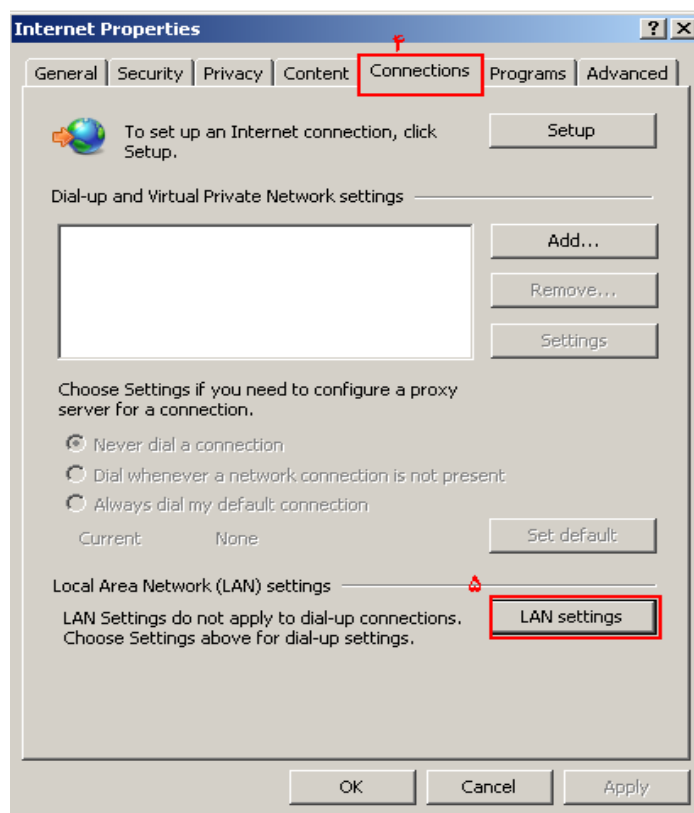 Internet Properties
۴
General Security Privacy Content Connections Programs Advanced
To set up an Internet connection, click
Setup.
Setup
Dial-up and Virtual Private Network settings
Add...
Remove...
Settings
Choose Settings if you need to configure a proxy
server for a connection.
Never dial a connection
Dial whenever a network connection is not present
Always dial my default connection
Current None
Set default
Local Area Network (LAN) settings
۵
LAN Settings do not apply to dial-up connections.
Choose Settings above for dial-up settings.
LAN settings
OK Cancel Apply